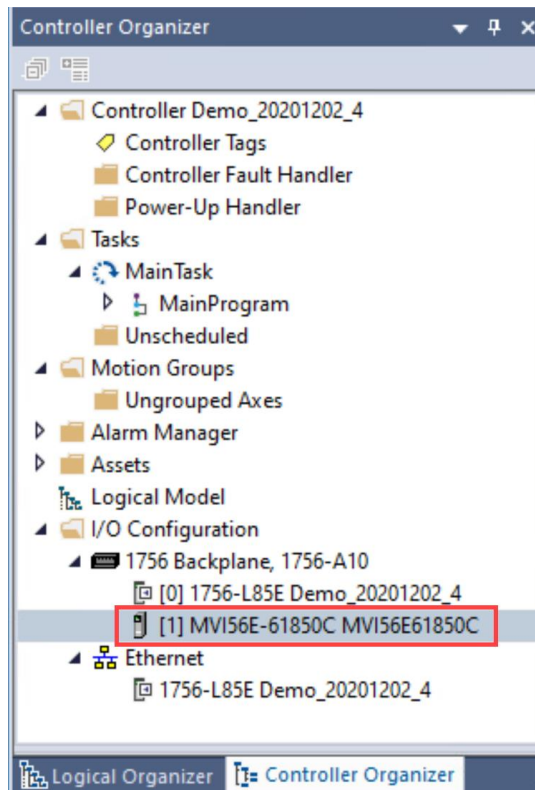 Controller Organizer
Controller Demo_20201202_4
Controller Tags
Controller Fault Handler
Power-Up Handler
Tasks
MainTask
MainProgram
Unscheduled
Motion Groups
Ungrouped Axes
Alarm Manager
Assets
Logical Model
I/O Configuration
1756 Backplane, 1756-A10
[0] 1756-L85E Demo_20201202_4
[1] MVI56E-61850C MVI56E61850C
Ethernet
1756-L85E Demo_20201202_4
Logical Organizer Controller Organizer